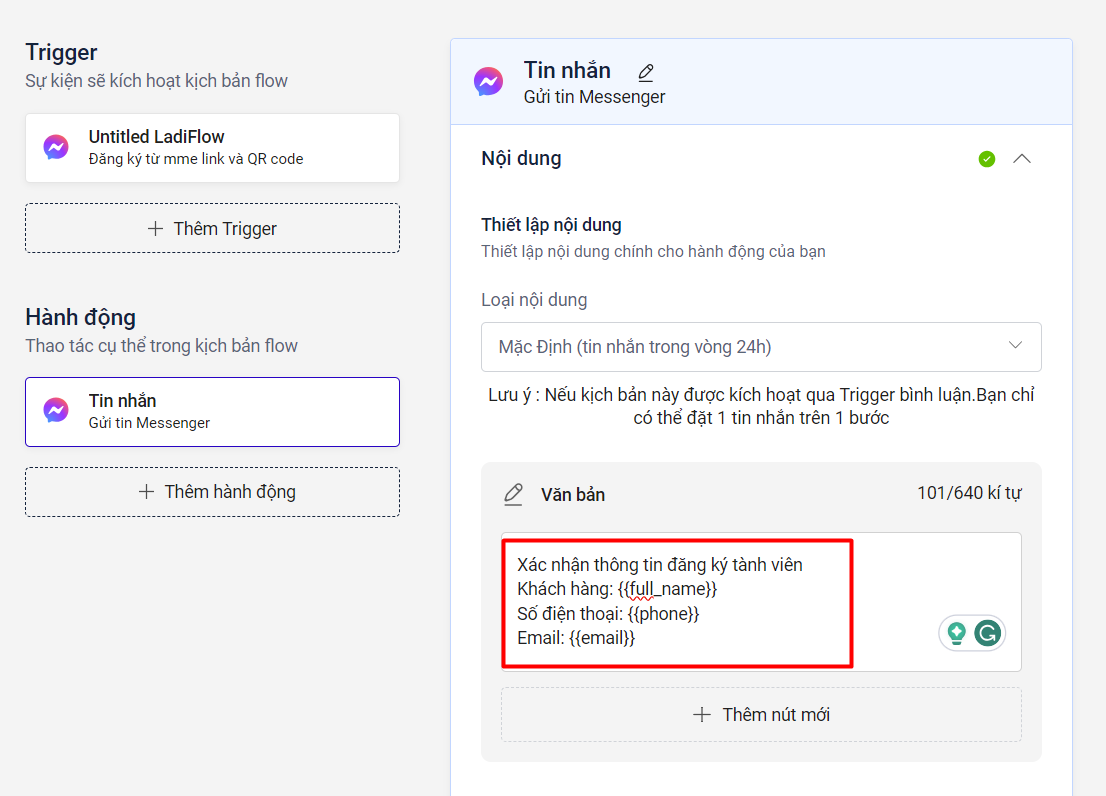 Trigger
Sự kiện sẽ kích hoạt kịch bản flow
Untitled LadiFlow
Đăng ký từ mme link và QR code
Thêm Trigger
Hành động
Thao tác cụ thể trong kịch bản flow
Tin nhắn
Gửi tin Messenger
Thêm hành động
Tin nhắn
Gửi tin Messenger
Nội dung
Thiết lập nội dung
Thiết lập nội dung chính cho hành động của bạn
Loại nội dung
Mặc Định (tin nhắn trong vòng 24h)
Lưu ý : Nếu kịch bản này được kích hoạt qua Trigger bình luận.Bạn chỉ
có thể đặt 1 tin nhắn trên 1 bước
Văn bản
101/640 kí tự
Xác nhận thông tin đăng ký tành viên
Khách hàng: {{full_name}}
Số điện thoại: {{phone}}
Email: {{email}}
Thêm nút mới